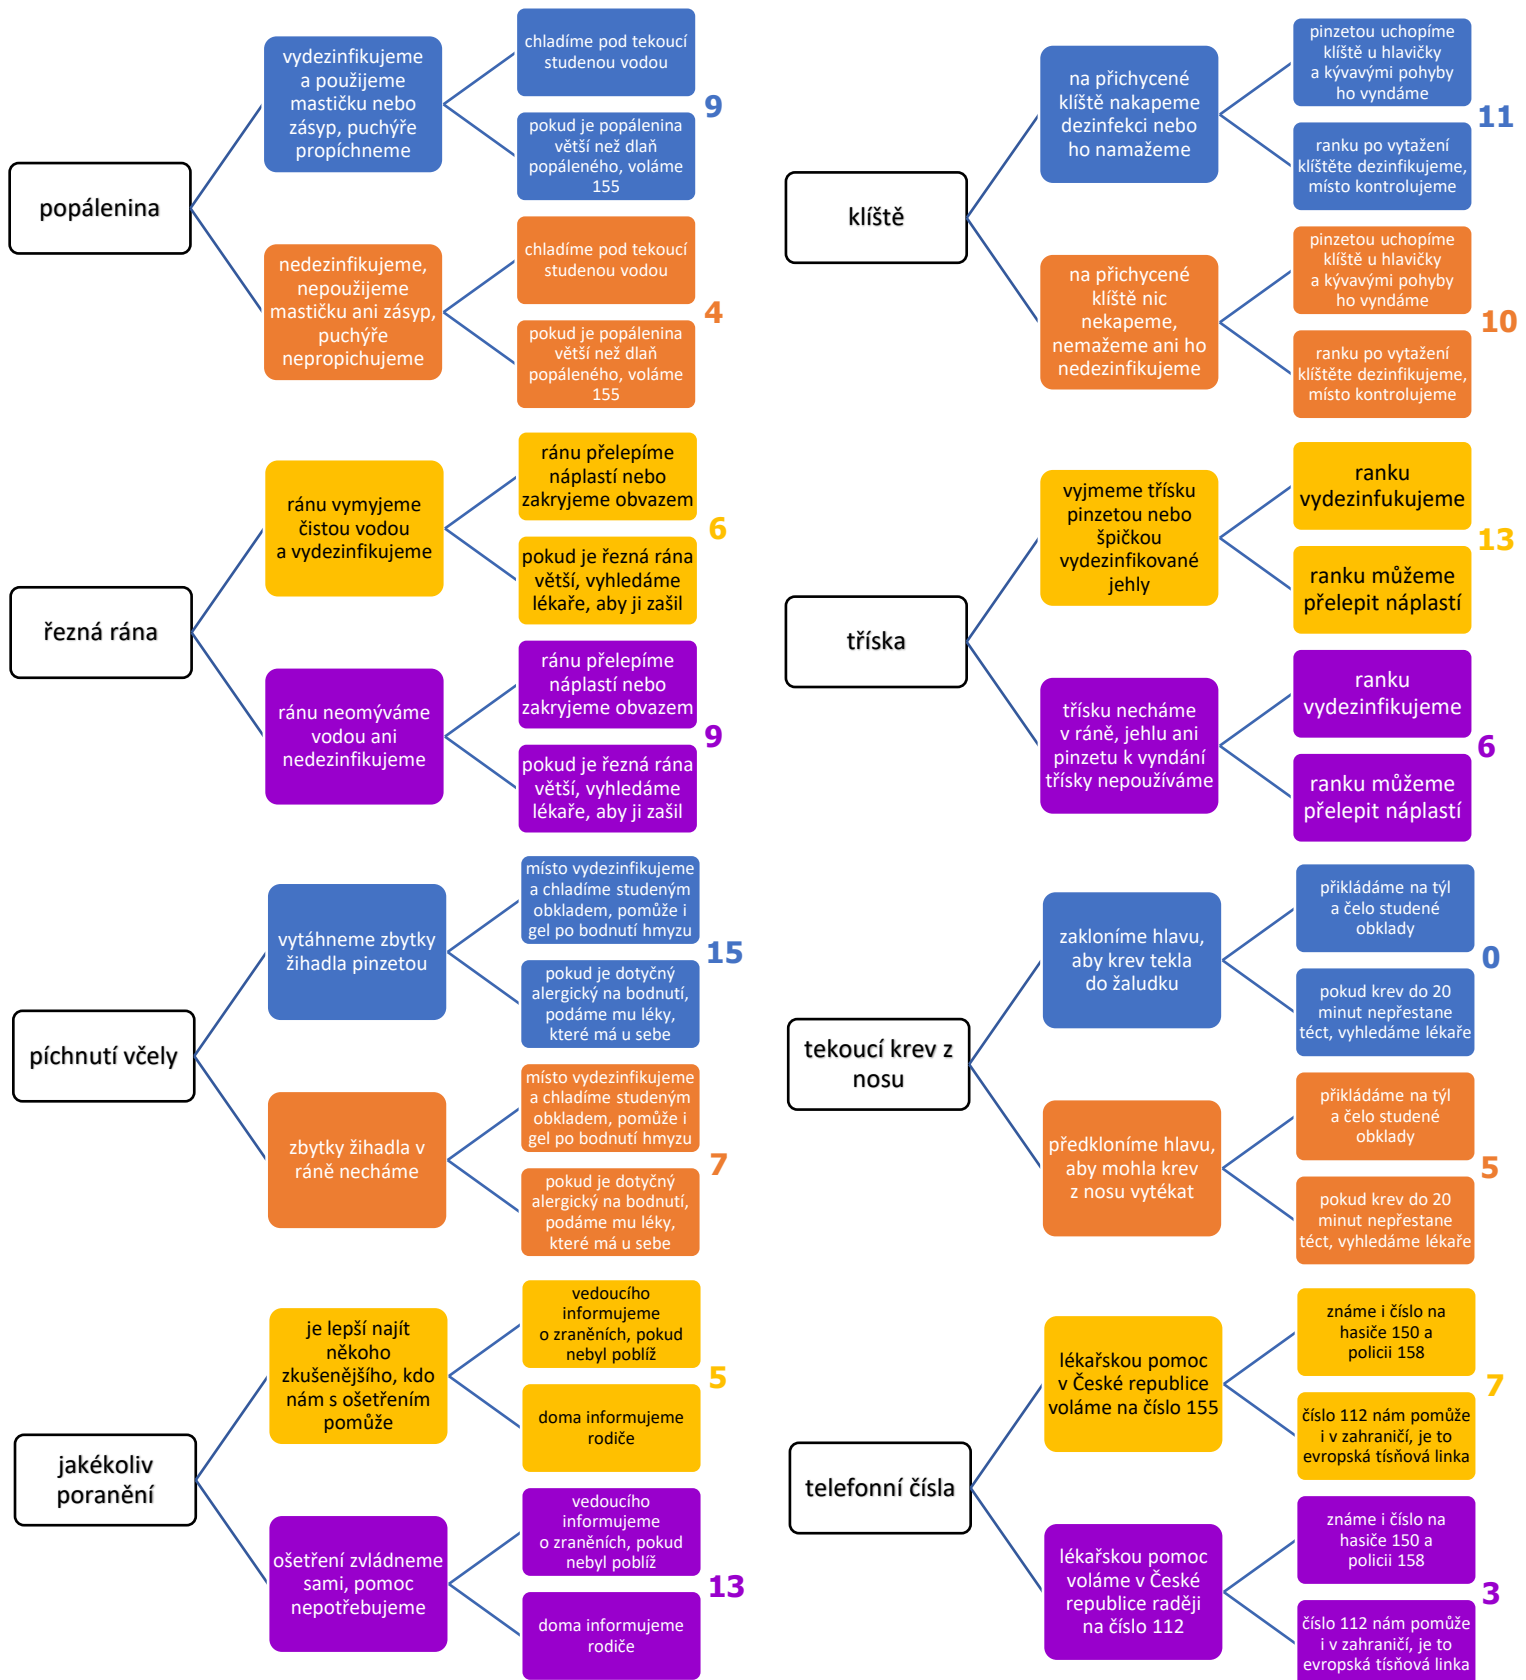 popálenina
vydezinfikujeme
a použijeme
mastičku nebo
zásyp, puchýře
propíchneme
chladíme pod tekoucí
studenou vodou
pokud je popálenina
větší než dlaň
popáleného, voláme
155
9
nedezinfikujeme,
nepoužijeme
mastičku ani zásyp,
puchýře
nepropichujeme
chladíme pod tekoucí
studenou vodou
pokud je popálenina
větší než dlaň
popáleného, voláme
155
4
klíště
na přichycené
klíště nakapeme
dezinfekci nebo
ho namažeme
pinzetou uchopíme
klíště u hlavičky
a kývavými pohyby
ho vyndáme
ranku po vytažení
klíštěte dezinfikujeme,
místo kontrolujeme
11
na přichycené
klíště nic
nekapeme,
nemažeme ani ho
nedezinfikujeme
pinzetou uchopíme
klíště u hlavičky
a kývavými pohyby
ho vyndáme
ranku po vytažení
klíštěte dezinfikujeme,
místo kontrolujeme
10
řezná rána
ránu vymyjeme
čistou vodou
a vydezinfikujeme
ránu přelepíme
náplastí nebo
zakryjeme obvazem
pokud je řezná rána
větší, vyhledáme
lékaře, aby ji zašil
6
ránu neomýváme
vodou ani
nedezinfikujeme
ránu přelepíme
náplastí nebo
zakryjeme obvazem
pokud je řezná rána
větší, vyhledáme
lékaře, aby ji zašil
9
tříska
vyjmeme třísku
pinzetou nebo
špičkou
vydezinfikované
jehly
ranku
vydezinfukujeme
ranku můžeme
přelepit náplastí
13
třísku necháme
v ráně, jehlu ani
pinzetu k vyndání
třísky nepoužíváme
ranku
vydezinfikujeme
ranku můžeme
přelepit náplastí
6
píchnutí včely
vytáhneme zbytky
žihadla pinzetou
místo vydezinfikujeme
a chladíme studeným
obkladem, pomůže i
gel po bodnutí hmyzu
pokud je dotyčný
alergický na bodnutí,
podáme mu léky,
které má u sebe
15
zbytky žihadla v
ráně necháme
místo vydezinfikujeme
a chladíme studeným
obkladem, pomůže i
gel po bodnutí hmyzu
pokud je dotyčný
alergický na bodnutí,
podáme mu léky,
které má u sebe
7
tekoucí krev z
nosu
zakloníme hlavu,
aby krev tekla
do žaludku
přikládáme na týl
a čelo studené
obklady
pokud krev do 20
minut nepřestane
téct, vyhledáme lékaře
0
předkloníme hlavu,
aby mohla krev
z nosu vytékat
přikládáme na týl
a čelo studené
obklady
pokud krev do 20
minut nepřestane
téct, vyhledáme lékaře
5
jakékoliv
poranění
je lepší najít
někoho
zkušenějšího, kdo
nám s ošetřením
pomůže
vedoucího
informujeme
o zraněních, pokud
nebyl poblíž
doma informujeme
rodiče
5
ošetření zvládneme
sami, pomoc
nepotřebujeme
vedoucího
informujeme
o zraněních, pokud
nebyl poblíž
doma informujeme
rodiče
13
telefonní čísla
lékařskou pomoc
v České republice
voláme na číslo 155
známe i číslo na
hasiče 150 a
policii 158
číslo 112 nám pomůže
i v zahraničí, je to
evropská tísňová linka
7
lékařskou pomoc
voláme v České
republice raději
na číslo 112
známe i číslo na
hasiče 150 a
policii 158
číslo 112 nám pomůže
i v zahraničí, je to
evropská tísňová linka
3